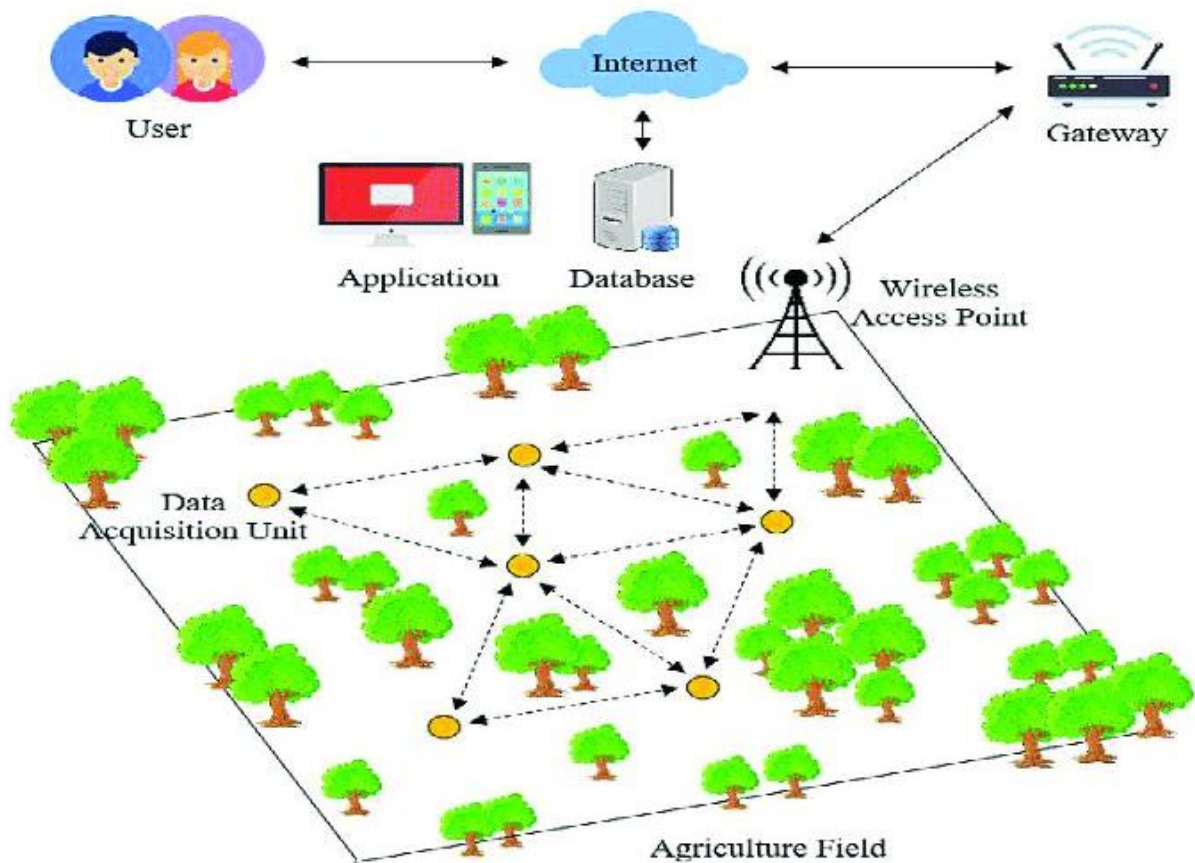 Internet
User
Gateway
Application
Database
Wireless
Access Point
Data
Acquisition Unit
Agriculture Field